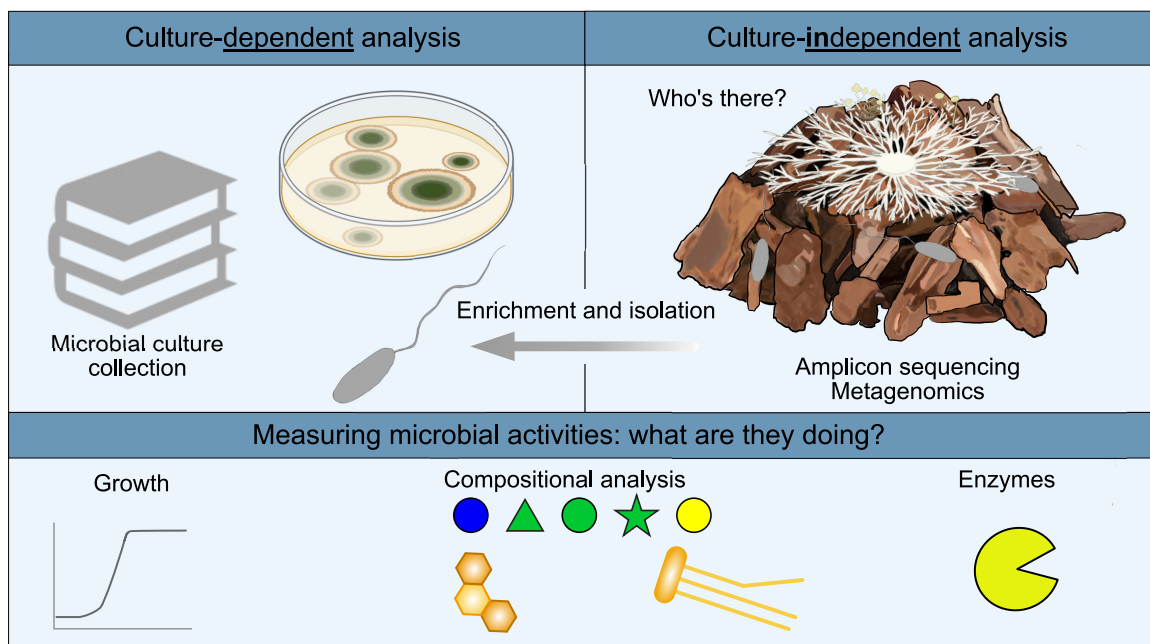 Culture-dependent analysis
Culture-independent analysis
Who's there?
Microbial culture
collection
Enrichment and isolation
Amplicon sequencing
Metagenomics
Measuring microbial activities: what are they doing?
Growth
Compositional analysis
Enzymes